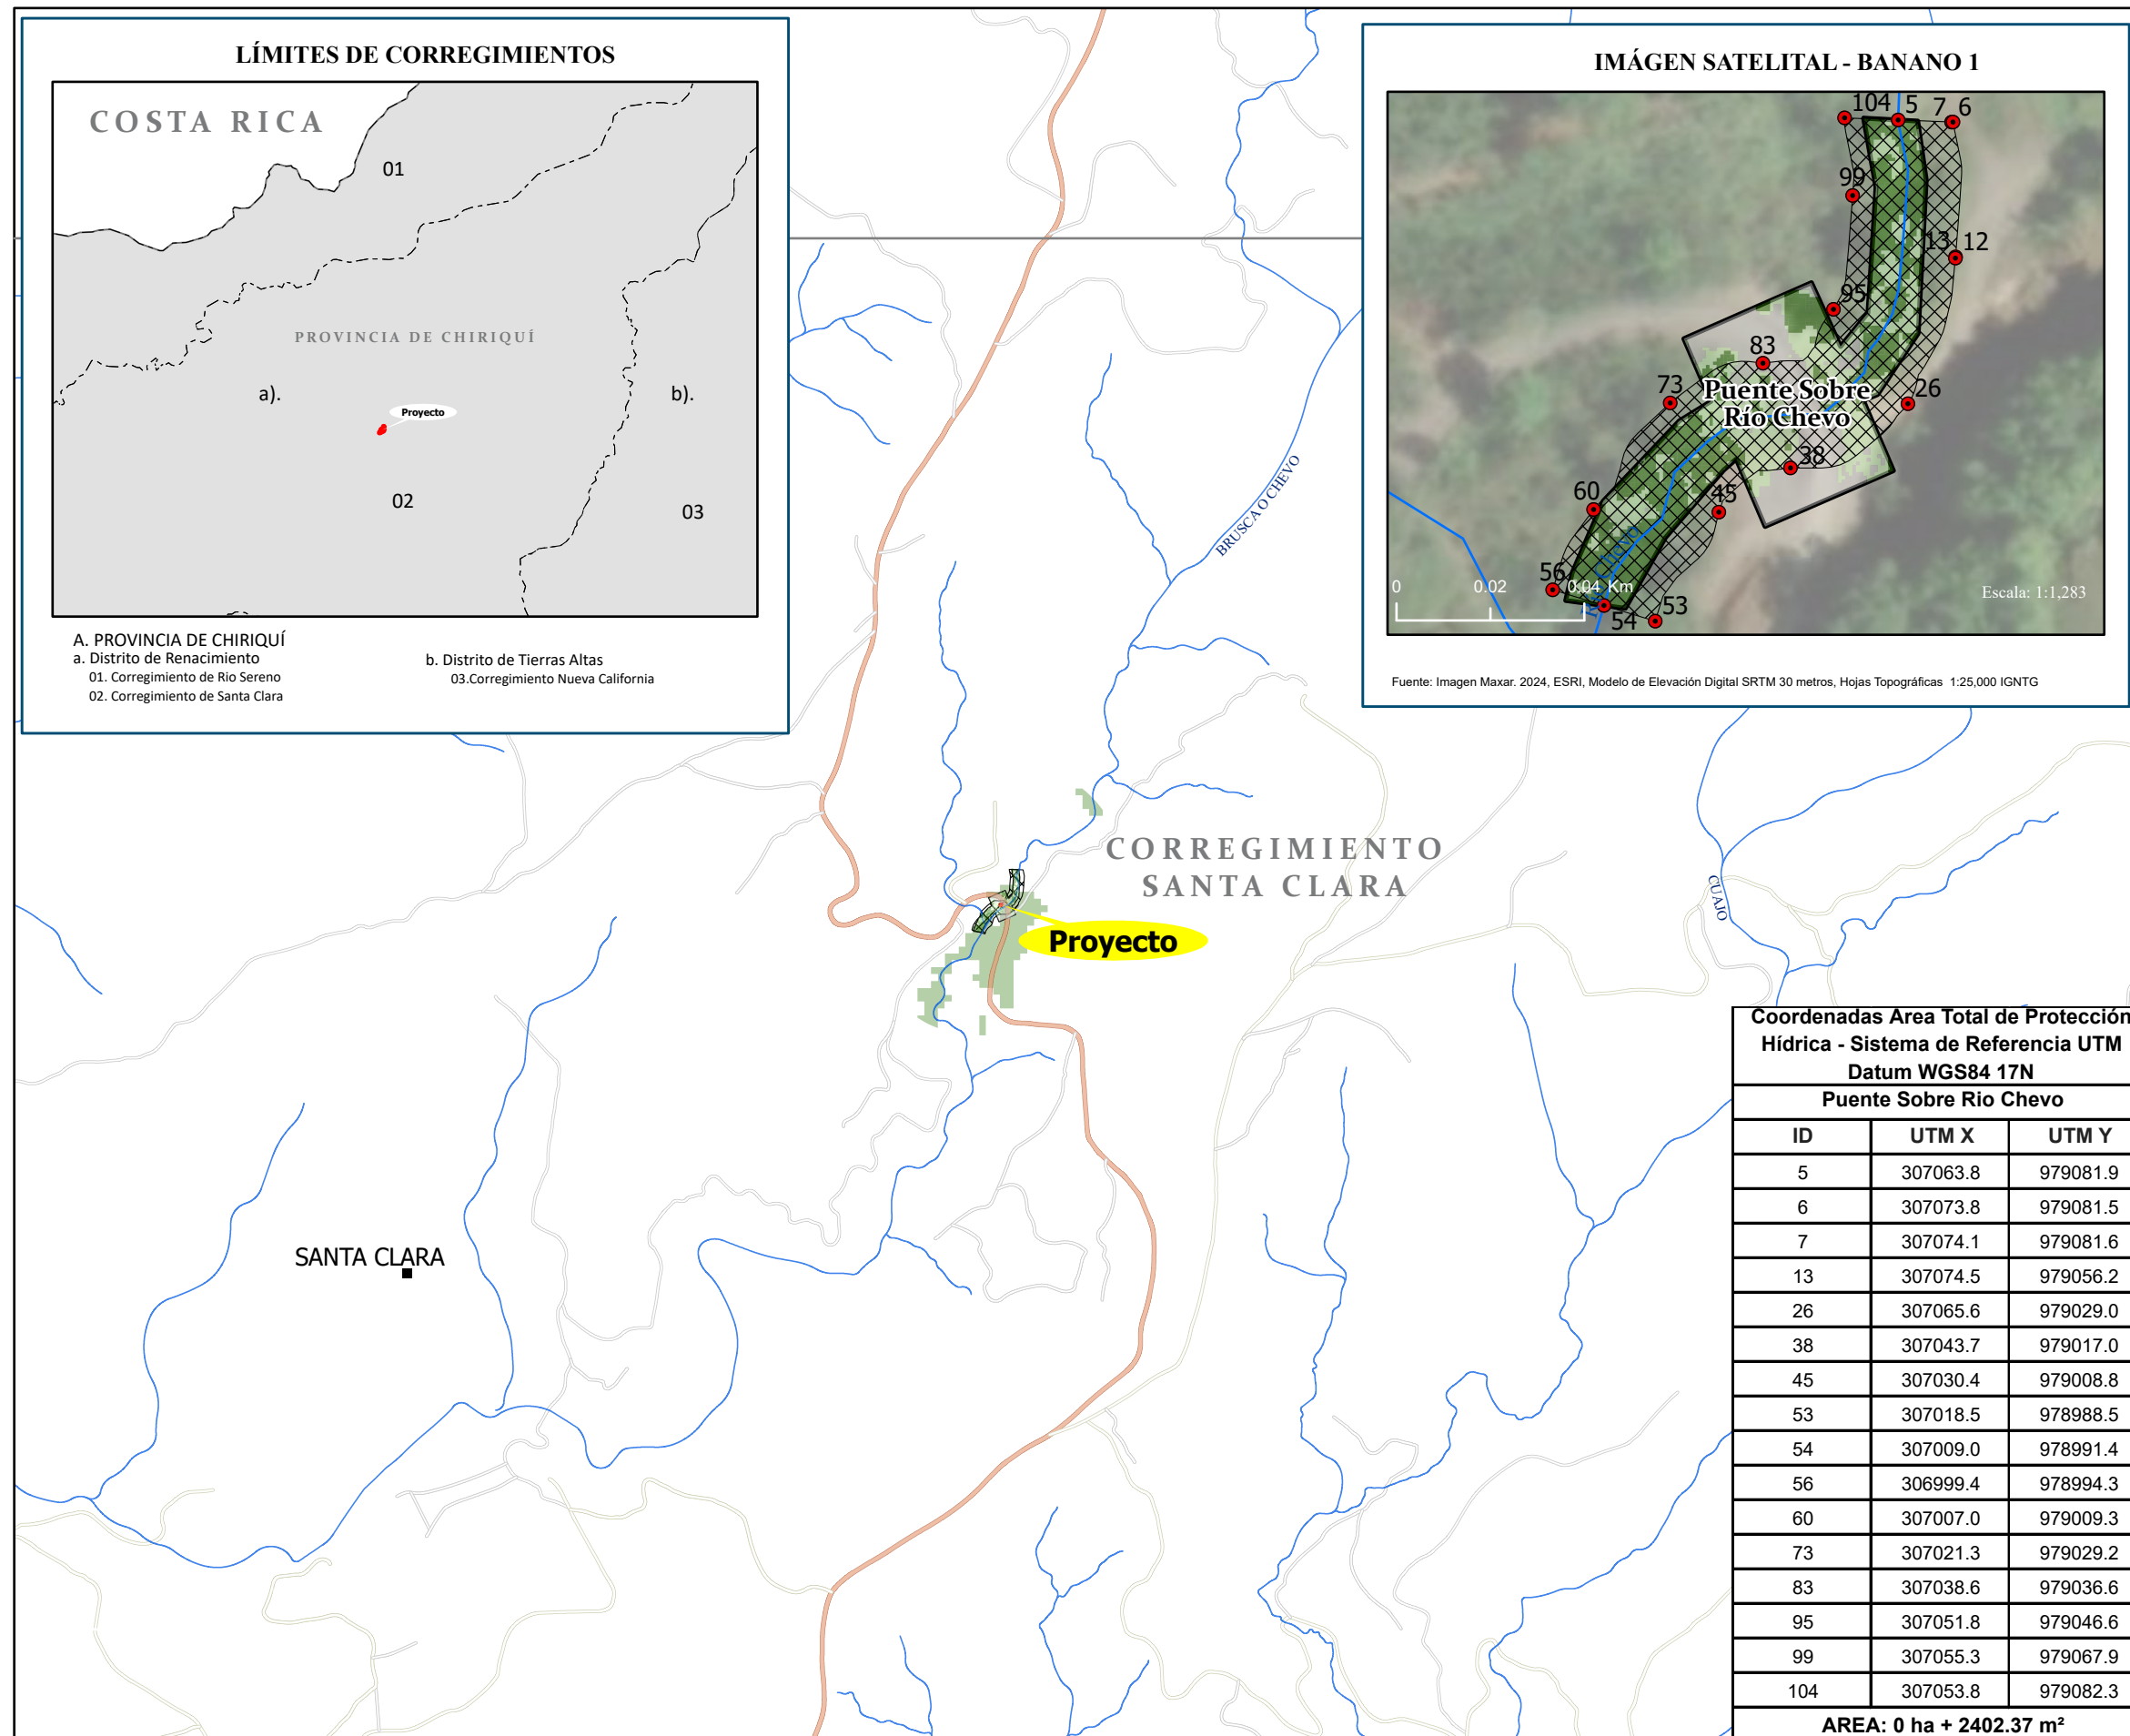 LÍMITES DE CORREGIMIENTOS
COSTA RICA
01
PROVINCIA DE CHIRIQUÍ
a).
b).
Proyecto
02
03
A. PROVINCIA DE CHIRIQUÍ
a. Distrito de Renacimiento
01. Corregimiento de Rio Sereno
02. Corregimiento de Santa Clara
b. Distrito de Tierras Altas
03.Corregimiento Nueva California
IMÁGEN SATELITAL - BANANO 1
104 5 7 6
99
13 12
95
83
73
26
Puente Sobre
Río Chevo
38
45
60
56
54
53
Chevo
0 0.02 0.04 Km
Escala: 1:1,283
Fuente: Imagen Maxar. 2024, ESRI, Modelo de Elevación Digital SRTM 30 metros, Hojas Topográficas 1:25,000 IGNTG
BRUSCA O CHEVO
CORREGIMIENTO
SANTA CLARA
Proyecto
CUAJO
SANTA CLARA
Coordenadas Area Total de Protección
Hídrica - Sistema de Referencia UTM
Datum WGS84 17N
Puente Sobre Rio Chevo
ID UTM X UTM Y
5 307063.8 979081.9
6 307073.8 979081.5
7 307074.1 979081.6
13 307074.5 979056.2
26 307065.6 979029.0
38 307043.7 979017.0
45 307030.4 979008.8
53 307018.5 978988.5
54 307009.0 978991.4
56 306999.4 978994.3
60 307007.0 979009.3
73 307021.3 979029.2
83 307038.6 979036.6
95 307051.8 979046.6
99 307055.3 979067.9
104 307053.8 979082.3
AREA: 0 ha + 2402.37 m²